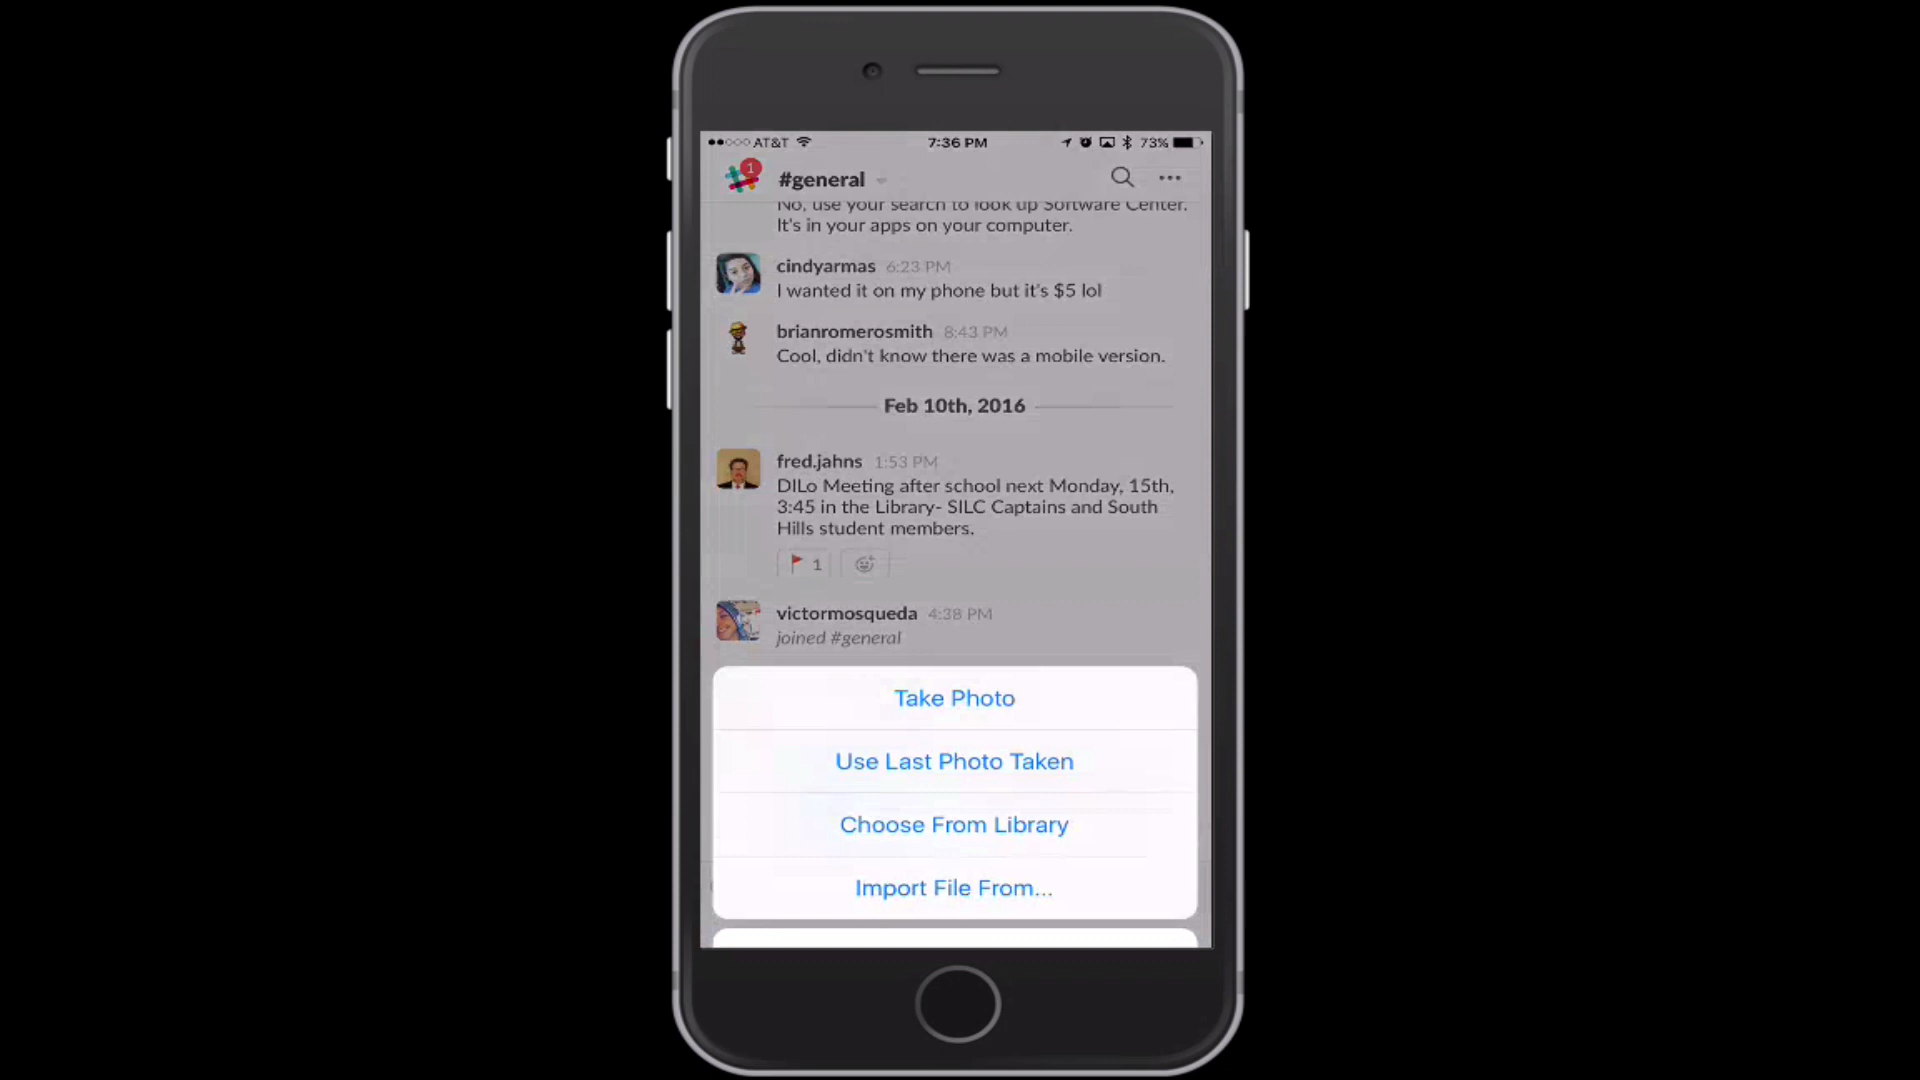 AT&T 7:36 PM 73%
1
#general
No, use your search to look up Software Center.
It's in your apps on your computer.
cindyarmas 6:23 PM
I wanted it on my phone but it's $5 lol
brianromerosmith 8:43 PM
Cool, didn't know there was a mobile version.
Feb 10th, 2016
fred.jahns 1:53 PM
DILo Meeting after school next Monday, 15th,
3:45 in the Library- SILC Captains and South
Hills student members.
1
victormosqueda 4:38 PM
joined #general
Take Photo
Use Last Photo Taken
Choose From Library
Import File From...